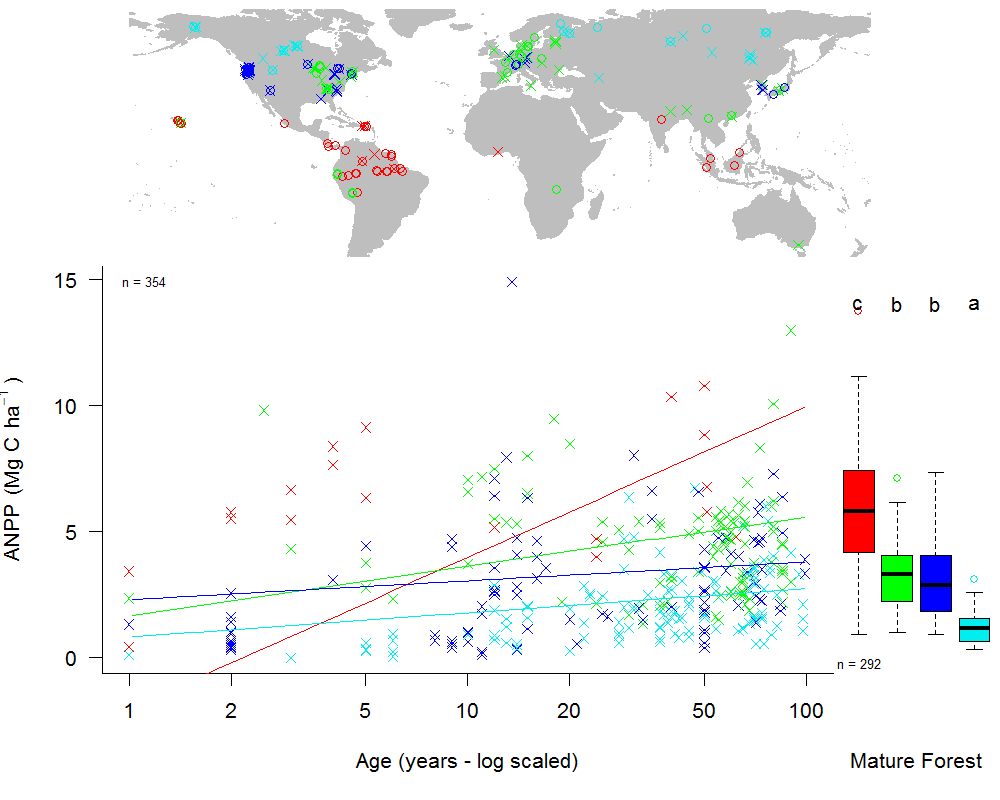 15
n = 354
c b b a
10
ANPP (Mg C ha⁻¹ )
5
0
n = 292
1 2 5 10 20 50 100
Age (years - log scaled)
Mature Forest